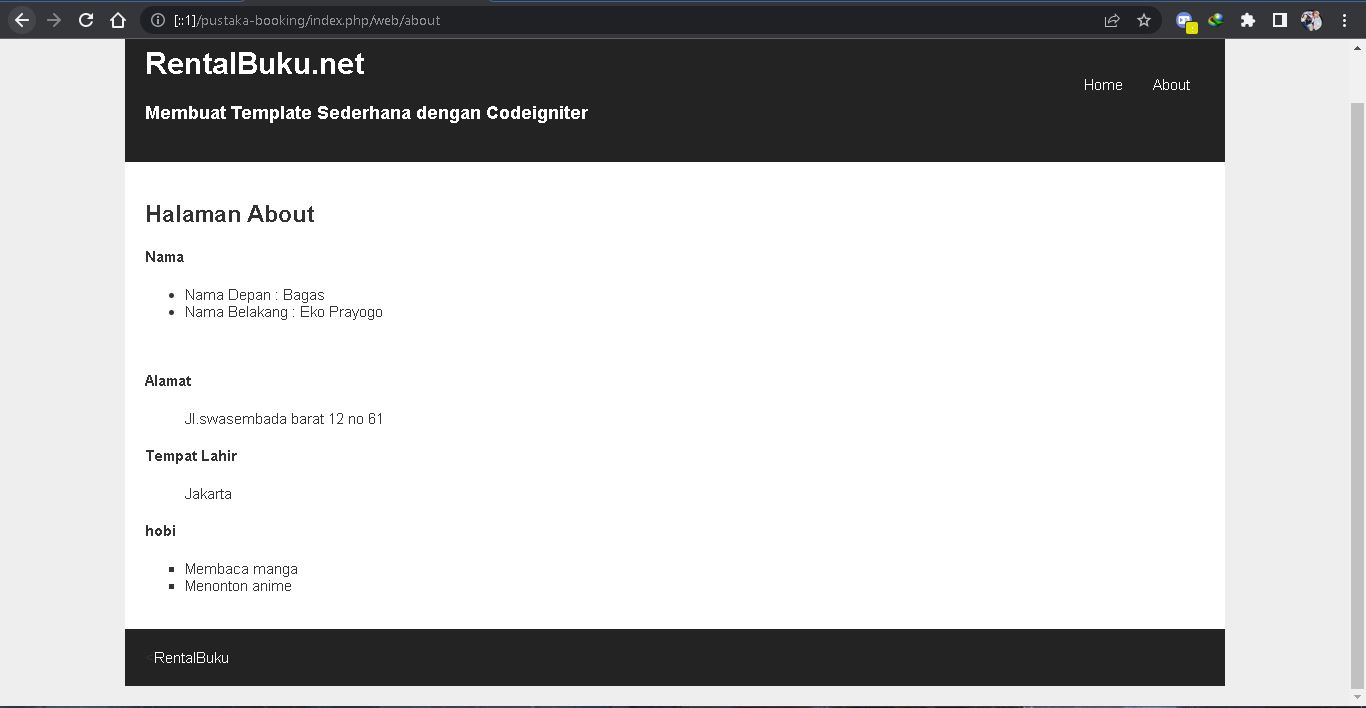 [::1]/pustaka-booking/index.php/web/about
RentalBuku.net
Home About
Membuat Template Sederhana dengan Codeigniter
Halaman About
Nama
Nama Depan : Bagas
Nama Belakang : Eko Prayogo
Alamat
Jl.swasembada barat 12 no 61
Tempat Lahir
Jakarta
hobi
Membaca manga
Menonton anime
<RentalBuku